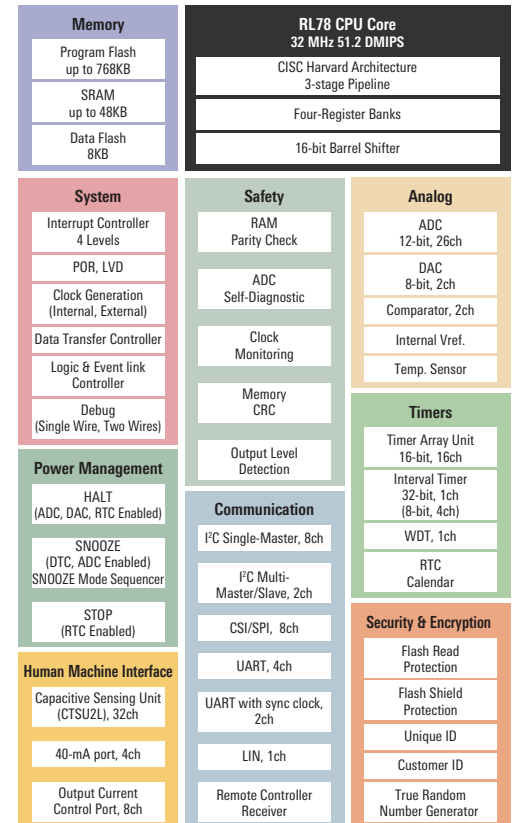 Memory
Program Flash
up to 768KB
SRAM
up to 48KB
Data Flash
8KB
RL78 CPU Core
32 MHz 51.2 DMIPS
CISC Harvard Architecture
3-stage Pipeline
Four-Register Banks
16-bit Barrel Shifter
System
Interrupt Controller
4 Levels
POR, LVD
Clock Generation
(Internal, External)
Data Transfer Controller
Logic & Event link
Controller
Debug
(Single Wire, Two Wires)
Power Management
HALT
(ADC, DAC, RTC Enabled)
SNOOZE
(DTC, ADC Enabled)
SNOOZE Mode Sequencer
STOP
(RTC Enabled)
Human Machine Interface
Capacitive Sensing Unit
(CTSU2L), 32ch
40-mA port, 4ch
Output Current
Control Port, 8ch
Safety
RAM
Parity Check
ADC
Self-Diagnostic
Clock
Monitoring
Memory
CRC
Output Level
Detection
Communication
I²C Single-Master, 8ch
I²C Multi-
Master/Slave, 2ch
CSI/SPI, 8ch
UART, 4ch
UART with sync clock,
2ch
LIN, 1ch
Remote Controller
Receiver
Analog
ADC
12-bit, 26ch
DAC
8-bit, 2ch
Comparator, 2ch
Internal Vref.
Temp. Sensor
Timers
Timer Array Unit
16-bit, 16ch
Interval Timer
32-bit, 1ch
(8-bit, 4ch)
WDT, 1ch
RTC
Calendar
Security & Encryption
Flash Read
Protection
Flash Shield
Protection
Unique ID
Customer ID
True Random
Number Generator